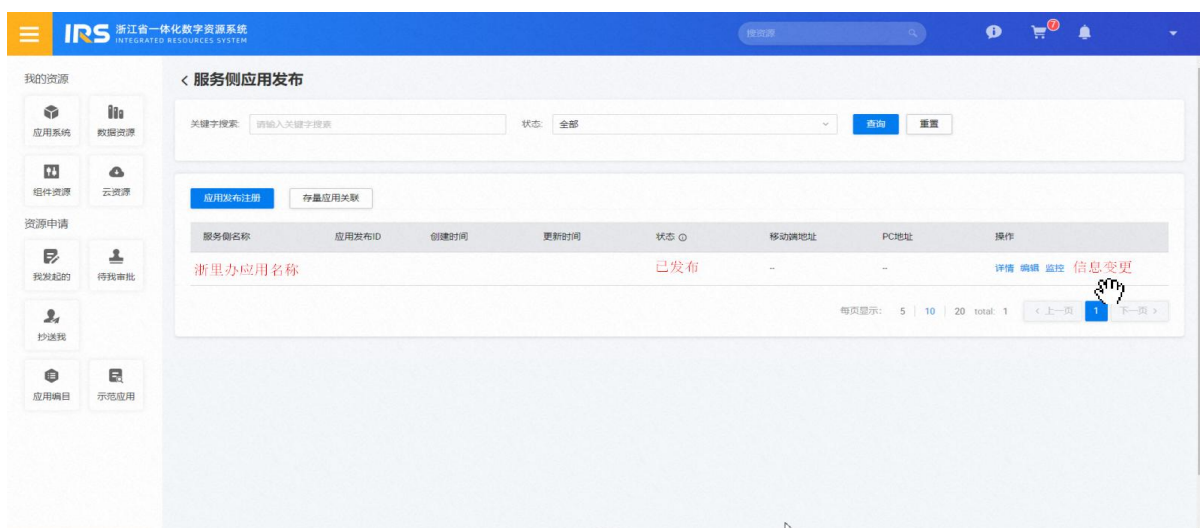 IRS 浙江省一体化数字资源系统
INTEGRATED RESOURCES SYSTEM
搜资源
7
我的资源
应用系统 数据资源
组件资源 云资源
资源申请
我发起的 待我审批
抄送我
应用编目 示范应用
< 服务侧应用发布
关键字搜索: 请输入关键字搜索 状态: 全部 查询 重置
应用发布注册 存量应用关联
服务侧名称 应用发布ID 创建时间 更新时间 状态 移动端地址 PC地址 操作
浙里办应用名称 已发布 -- -- 详情 编辑 监控 信息变更
每页显示: 5 | 10 | 20 total: 1 < 上一页 1 下一页 >